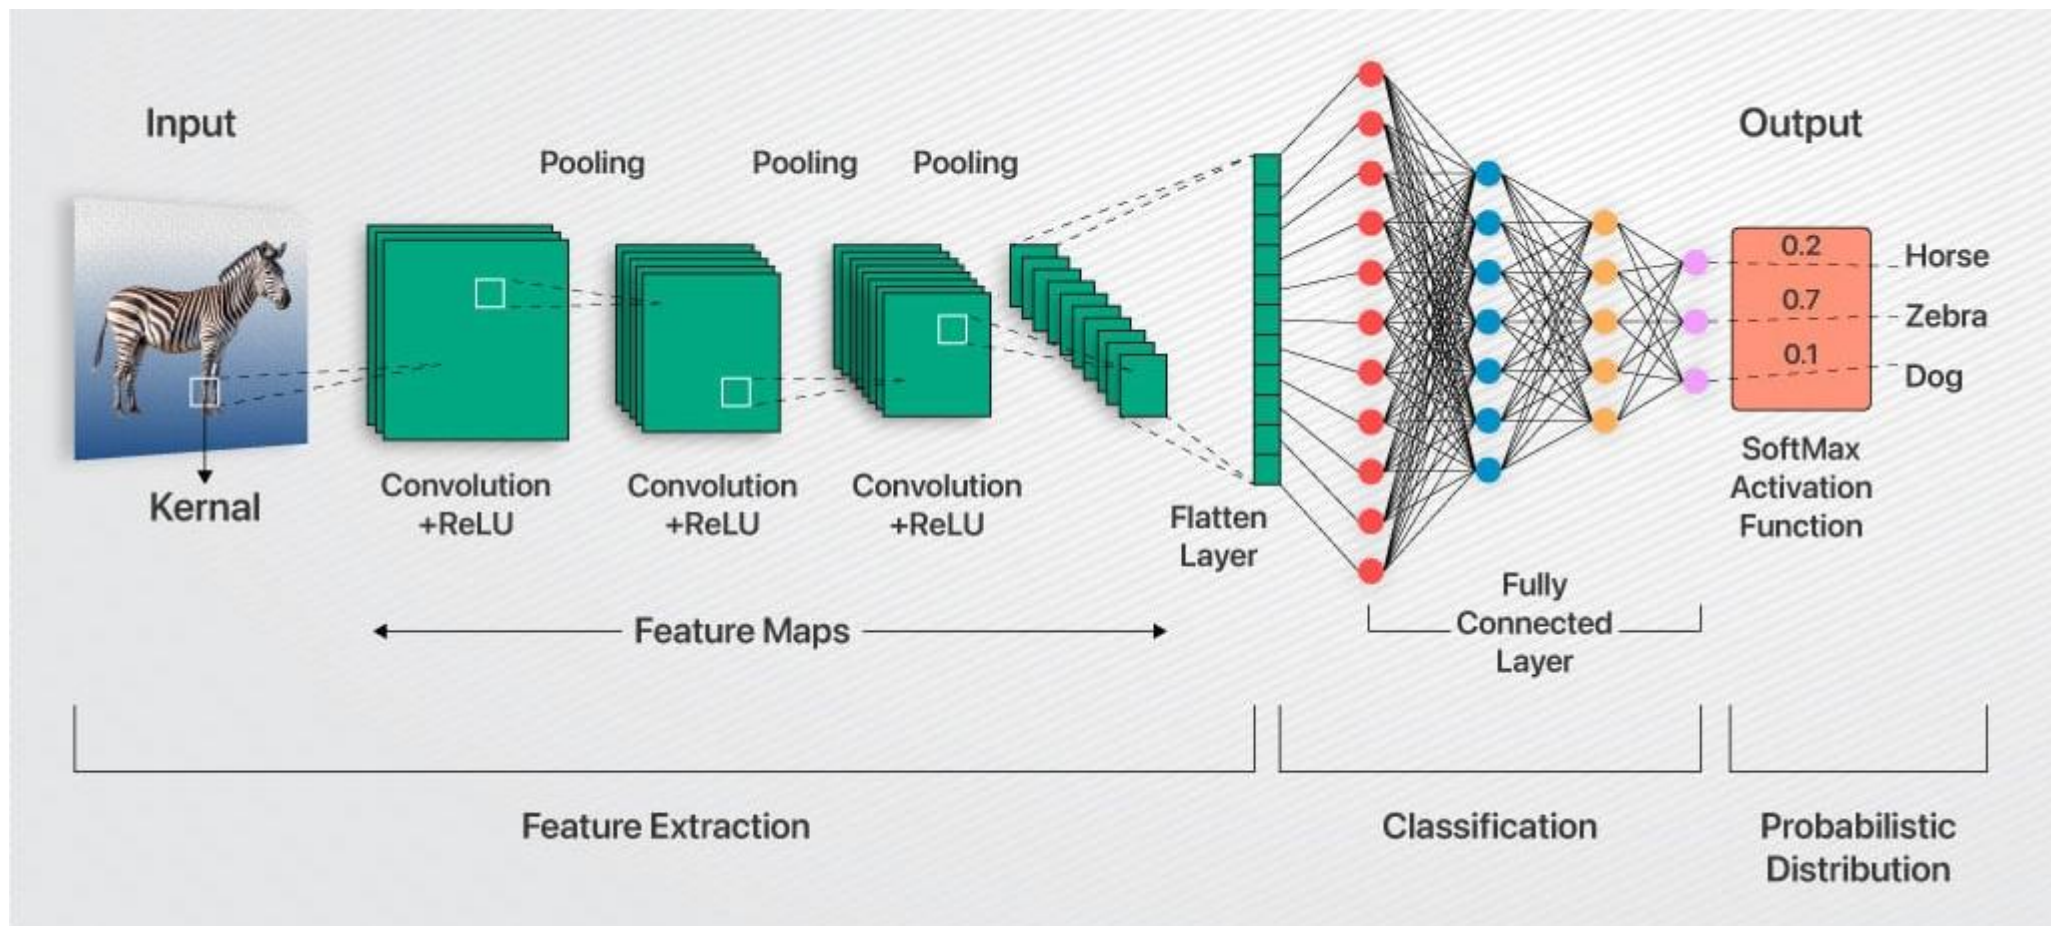 Input
Output
Pooling
Pooling
Pooling
Kernal
Convolution
+ReLU
Convolution
+ReLU
Convolution
+ReLU
Flatten
Layer
0.2
Horse
0.7
Zebra
0.1
Dog
SoftMax
Activation
Function
Fully
Connected
Layer
Feature Maps
Feature Extraction
Classification
Probabilistic
Distribution